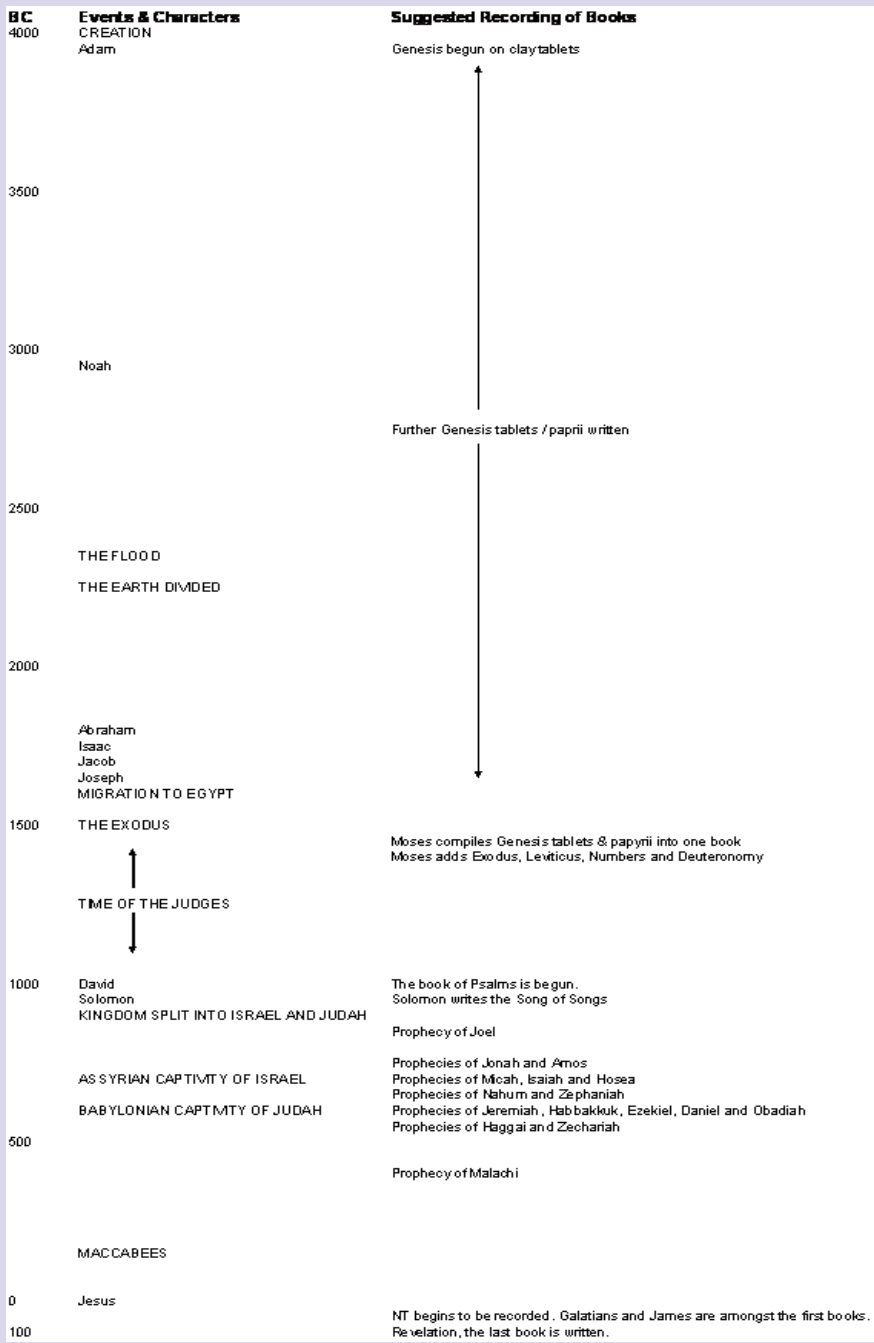 BC Events & Characters Suggested Recording of Books
4000 CREATION
Adam Genesis begun on clay tablets
3500
3000
Noah
Further Genesis tablets / paprii written
2500
THE FLOOD
THE EARTH DIVIDED
2000
Abraham
Isaac
Jacob
Joseph
MIGRATION TO EGYPT
1500 THE EXODUS
Moses compiles Genesis tablets & papyrii into one book
Moses adds Exodus, Leviticus, Numbers and Deuteronomy
TIME OF THE JUDGES
1000 David The book of Psalms is begun.
Solomon Solomon writes the Song of Songs
KINGDOM SPLIT INTO ISRAEL AND JUDAH
Prophecy of Joel
Prophecies of Jonah and Amos
ASSYRIAN CAPTIVITY OF ISRAEL Prophecies of Micah, Isaiah and Hosea
Prophecies of Nahum and Zephaniah
BABYLONIAN CAPTIVITY OF JUDAH Prophecies of Jeremiah, Habbakkuk, Ezekiel, Daniel and Obadiah
Prophecies of Haggai and Zechariah
500
Prophecy of Malachi
MACCABEES
0 Jesus
NT begins to be recorded. Galatians and James are amongst the first books.
100 Revelation, the last book is written.